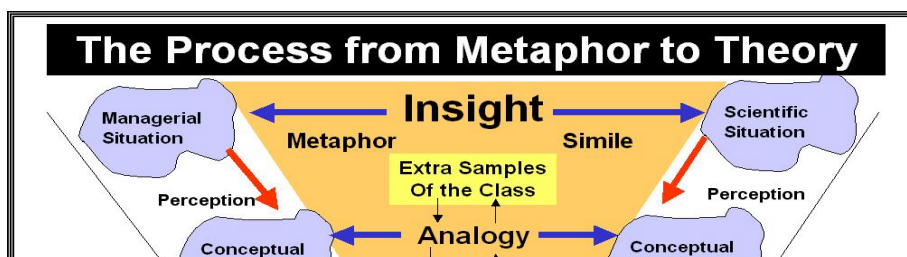 The Process from Metaphor to Theory
Managerial
Situation
Insight
Scientific
Situation
Metaphor
Simile
Extra Samples
Of the Class
Perception
Perception
Conceptual
Analogy
Conceptual